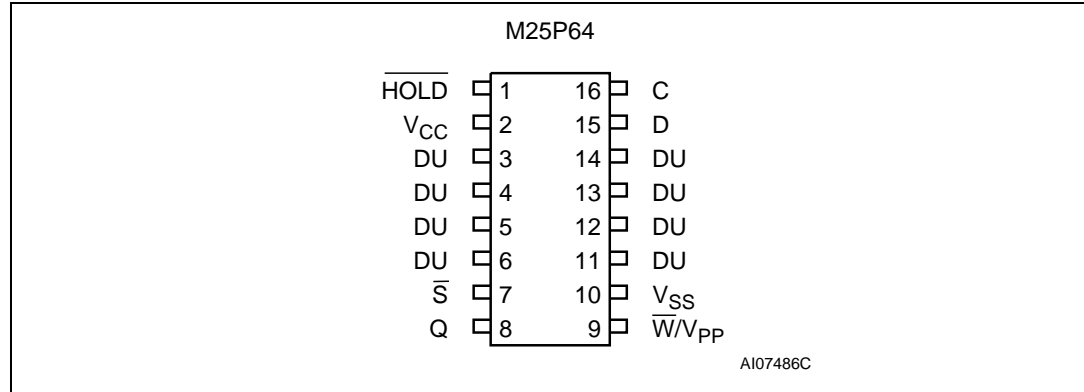 M25P64
HOLD 1 16 C
VCC 2 15 D
DU 3 14 DU
DU 4 13 DU
DU 5 12 DU
DU 6 11 DU
S 7 10 VSS
Q 8 9 W/VPP
AI07486C